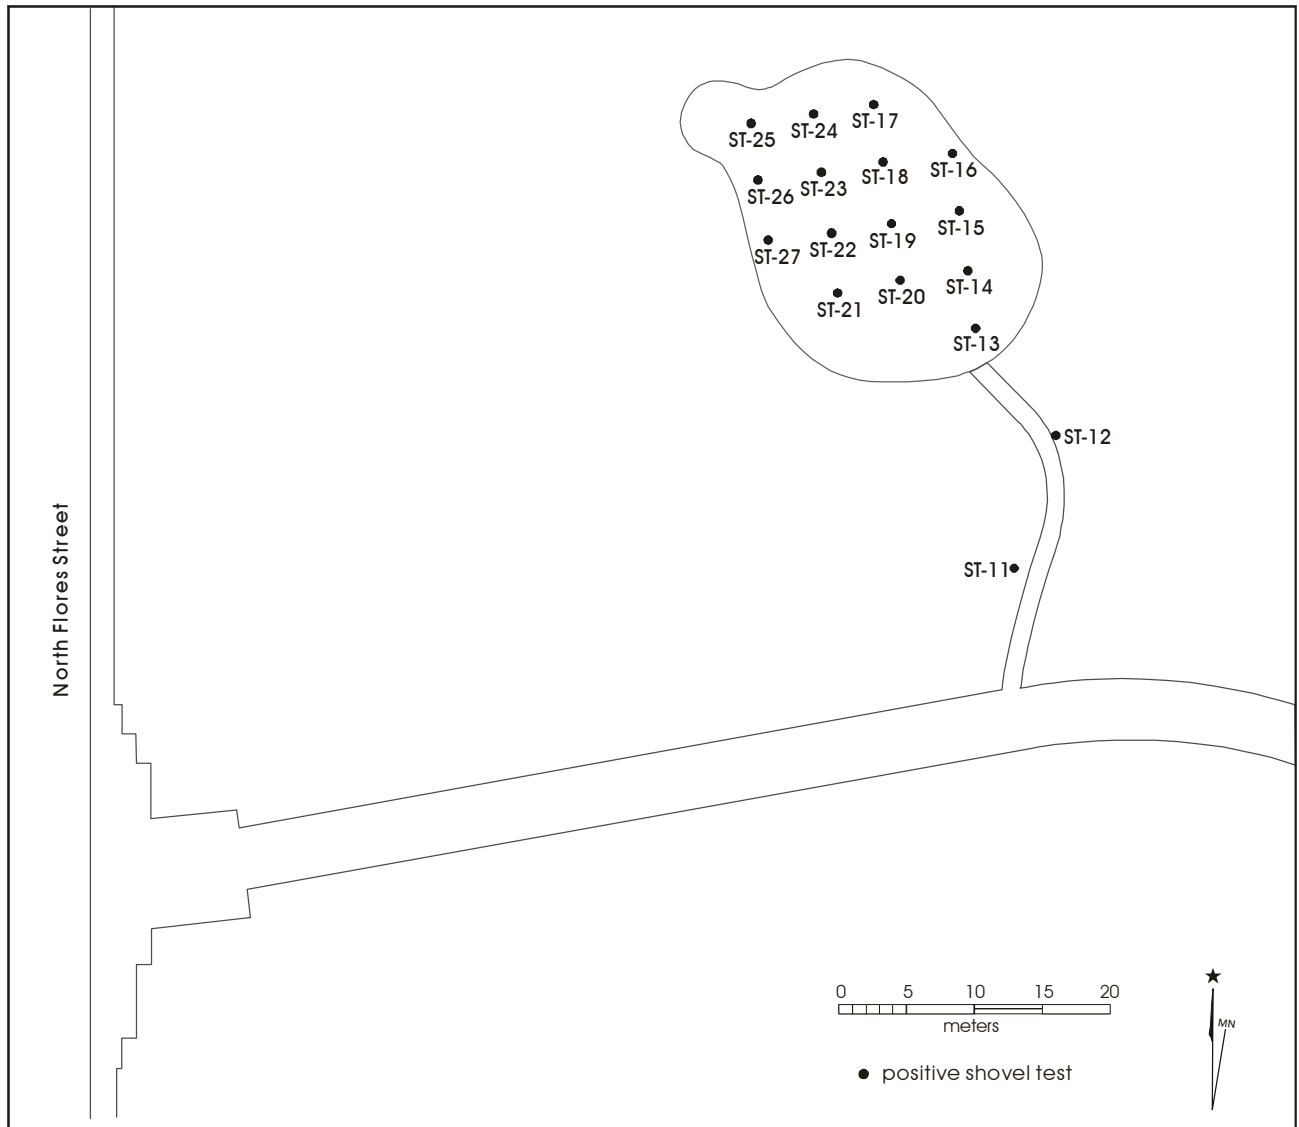 ST-17
ST-24
ST-25
ST-16
ST-18
ST-23
ST-26
ST-15
ST-19
ST-22
ST-27
ST-14
ST-20
ST-21
ST-13
ST-12
ST-11
North Flores Street
0 5 10 15 20
meters
MN
positive shovel test